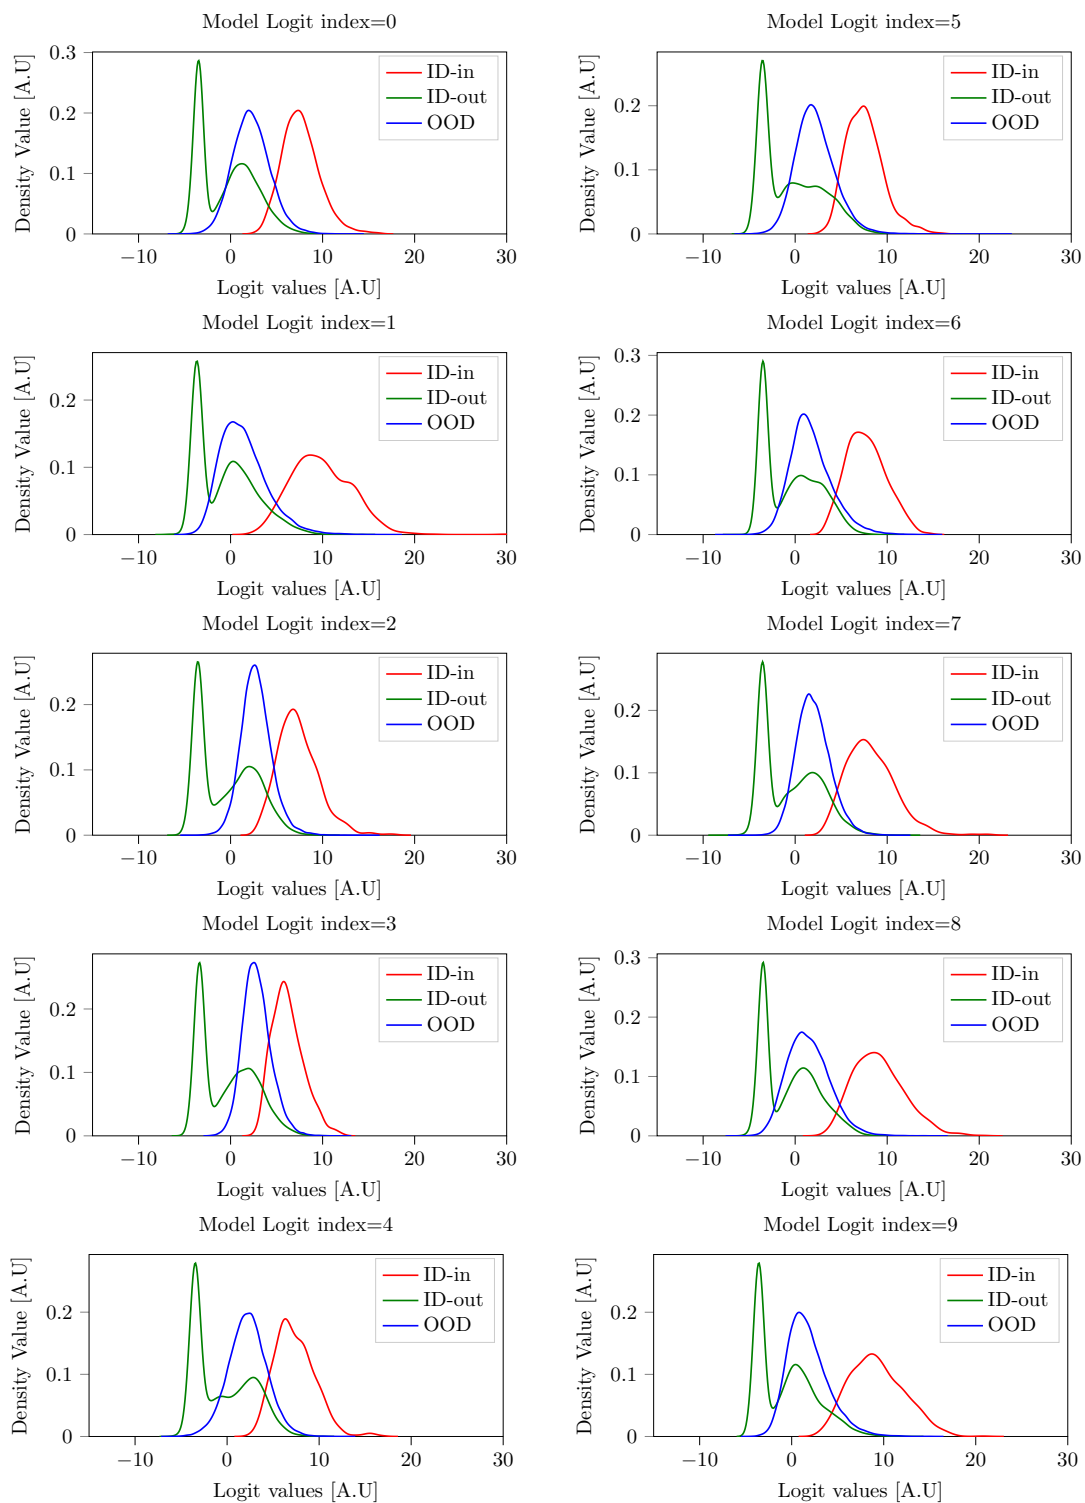 Model Logit index=0
Density Value [A.U]
0.3
0.2
0.1
0
ID-in
ID-out
OOD
−10 0 10 20 30
Logit values [A.U]
Model Logit index=5
Density Value [A.U]
0.2
0.1
0
ID-in
ID-out
OOD
−10 0 10 20 30
Logit values [A.U]
Model Logit index=1
Density Value [A.U]
0.2
0.1
0
ID-in
ID-out
OOD
−10 0 10 20 30
Logit values [A.U]
Model Logit index=6
Density Value [A.U]
0.3
0.2
0.1
0
ID-in
ID-out
OOD
−10 0 10 20 30
Logit values [A.U]
Model Logit index=2
Density Value [A.U]
0.2
0.1
0
ID-in
ID-out
OOD
−10 0 10 20 30
Logit values [A.U]
Model Logit index=7
Density Value [A.U]
0.2
0.1
0
ID-in
ID-out
OOD
−10 0 10 20 30
Logit values [A.U]
Model Logit index=3
Density Value [A.U]
0.2
0.1
0
ID-in
ID-out
OOD
−10 0 10 20 30
Logit values [A.U]
Model Logit index=8
Density Value [A.U]
0.3
0.2
0.1
0
ID-in
ID-out
OOD
−10 0 10 20 30
Logit values [A.U]
Model Logit index=4
Density Value [A.U]
0.2
0.1
0
ID-in
ID-out
OOD
−10 0 10 20 30
Logit values [A.U]
Model Logit index=9
Density Value [A.U]
0.2
0.1
0
ID-in
ID-out
OOD
−10 0 10 20 30
Logit values [A.U]